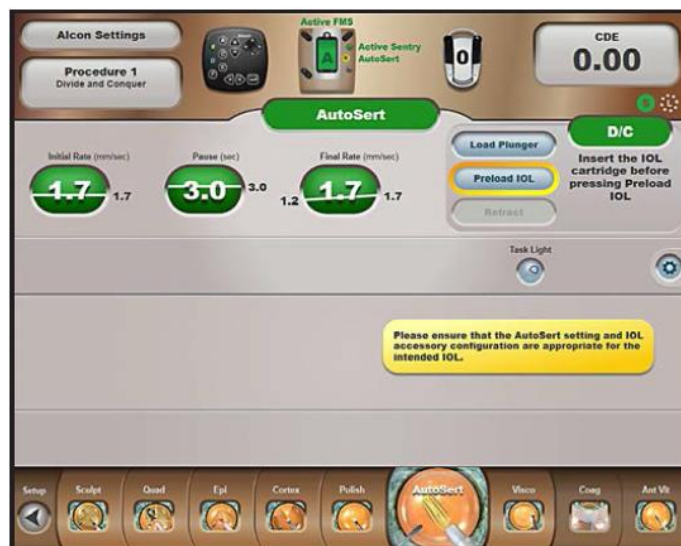 Alcon Settings
Procedure 1
Divide and Conquer
Active FMS
A
Active Sentry
AutoSert
0
CDE
0.00
S L
AutoSert
Initial Rate (mm/sec)
1.7 1.7
Pause (sec)
3.0 3.0
Final Rate (mm/sec)
1.2 1.7 1.7
Load Plunger
Preload IOL
Retract
D/C
Insert the IOL
cartridge before
pressing Preload
IOL
Task Light
Please ensure that the AutoSert setting and IOL
accessory configuration are appropriate for the
intended IOL.
Setup Sculpt Quad Epi Cortex Polish AutoSert Visco Coag Ant Vit